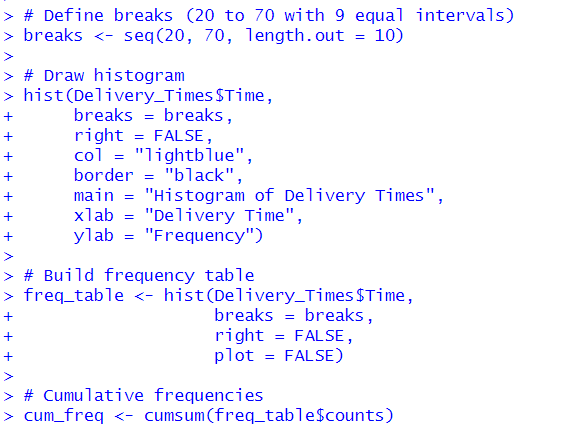 > # Define breaks (20 to 70 with 9 equal intervals)
> breaks <- seq(20, 70, length.out = 10)
>
> # Draw histogram
> hist(Delivery_Times$Time,
+      breaks = breaks,
+      right = FALSE,
+      col = "lightblue",
+      border = "black",
+      main = "Histogram of Delivery Times",
+      xlab = "Delivery Time",
+      ylab = "Frequency")
>
> # Build frequency table
> freq_table <- hist(Delivery_Times$Time,
+                    breaks = breaks,
+                    right = FALSE,
+                    plot = FALSE)
>
> # Cumulative frequencies
> cum_freq <- cumsum(freq_table$counts)